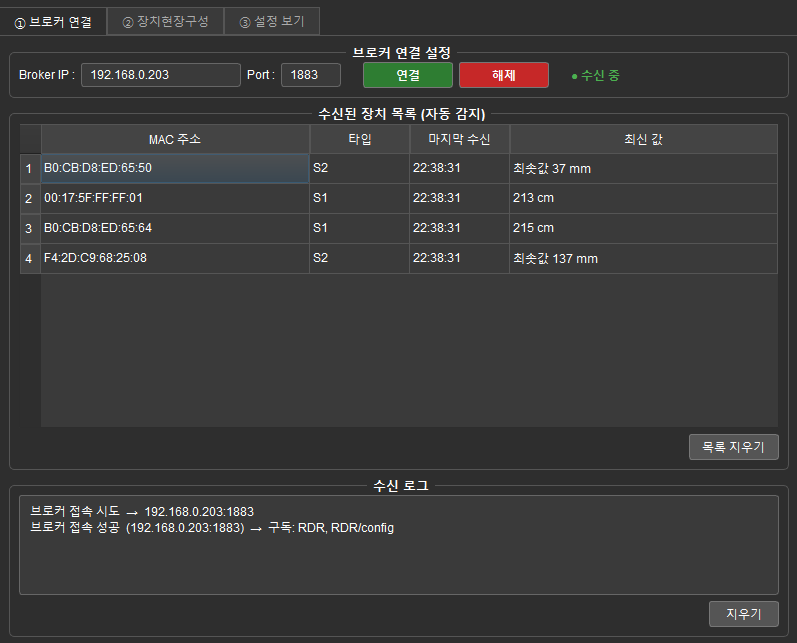 ① 브로커 연결 ② 장치현장구성 ③ 설정 보기
브로커 연결 설정
Broker IP : 192.168.0.203 Port : 1883 연결 해제 ● 수신 중
수신된 장치 목록 (자동 감지)
MAC 주소 타입 마지막 수신 최신 값
1 B0:CB:D8:ED:65:50 S2 22:38:31 최솟값 37 mm
2 00:17:5F:FF:FF:01 S1 22:38:31 213 cm
3 B0:CB:D8:ED:65:64 S1 22:38:31 215 cm
4 F4:2D:C9:68:25:08 S2 22:38:31 최솟값 137 mm
목록 지우기
수신 로그
브로커 접속 시도 → 192.168.0.203:1883
브로커 접속 성공 (192.168.0.203:1883) → 구독: RDR, RDR/config
지우기